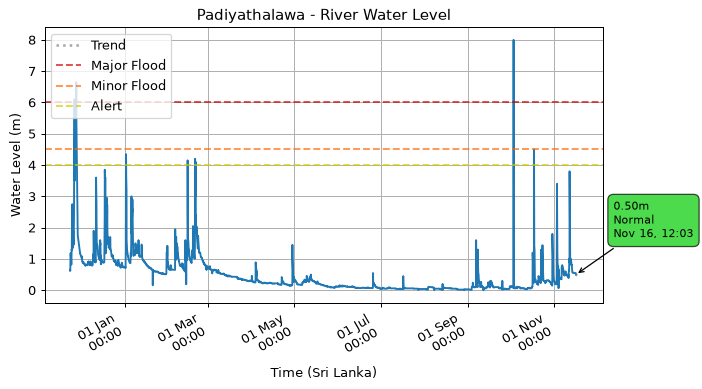 Padiyathalawa - River Water Level
Water Level (m)
8
7
6
5
4
3
2
1
0
Trend
Major Flood
Minor Flood
Alert
0.50m
Normal
Nov 16, 12:03
01 Jan
00:00
01 Mar
00:00
01 May
00:00
01 Jul
00:00
01 Sep
00:00
01 Nov
00:00
Time (Sri Lanka)